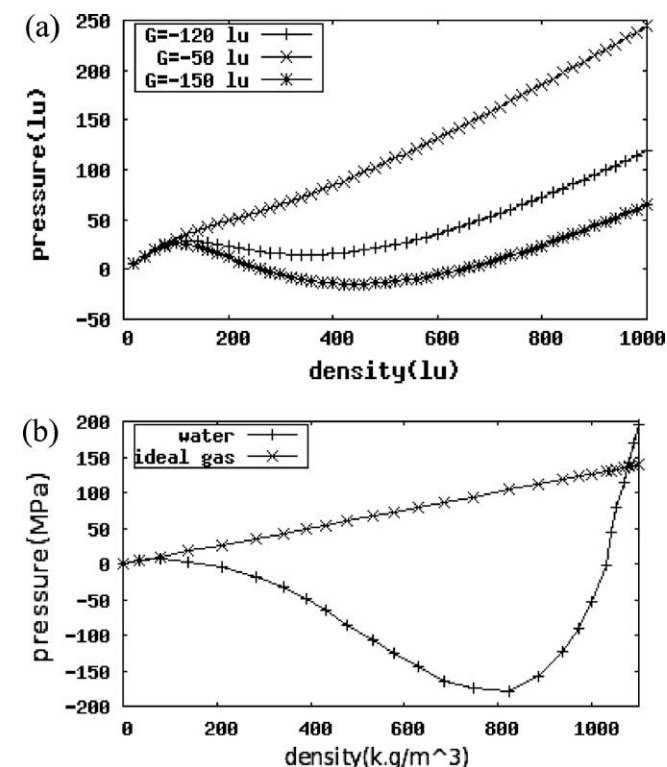 (a)
250
200
150
100
50
0
-50
pressure(lu)
G=-120 lu
G=-50 lu
G=-150 lu
0 200 400 600 800 1000
density(lu)
(b)
200
150
100
50
0
-50
-100
-150
-200
pressure(MPa)
water
ideal gas
0 200 400 600 800 1000
density(k.g/m^3)